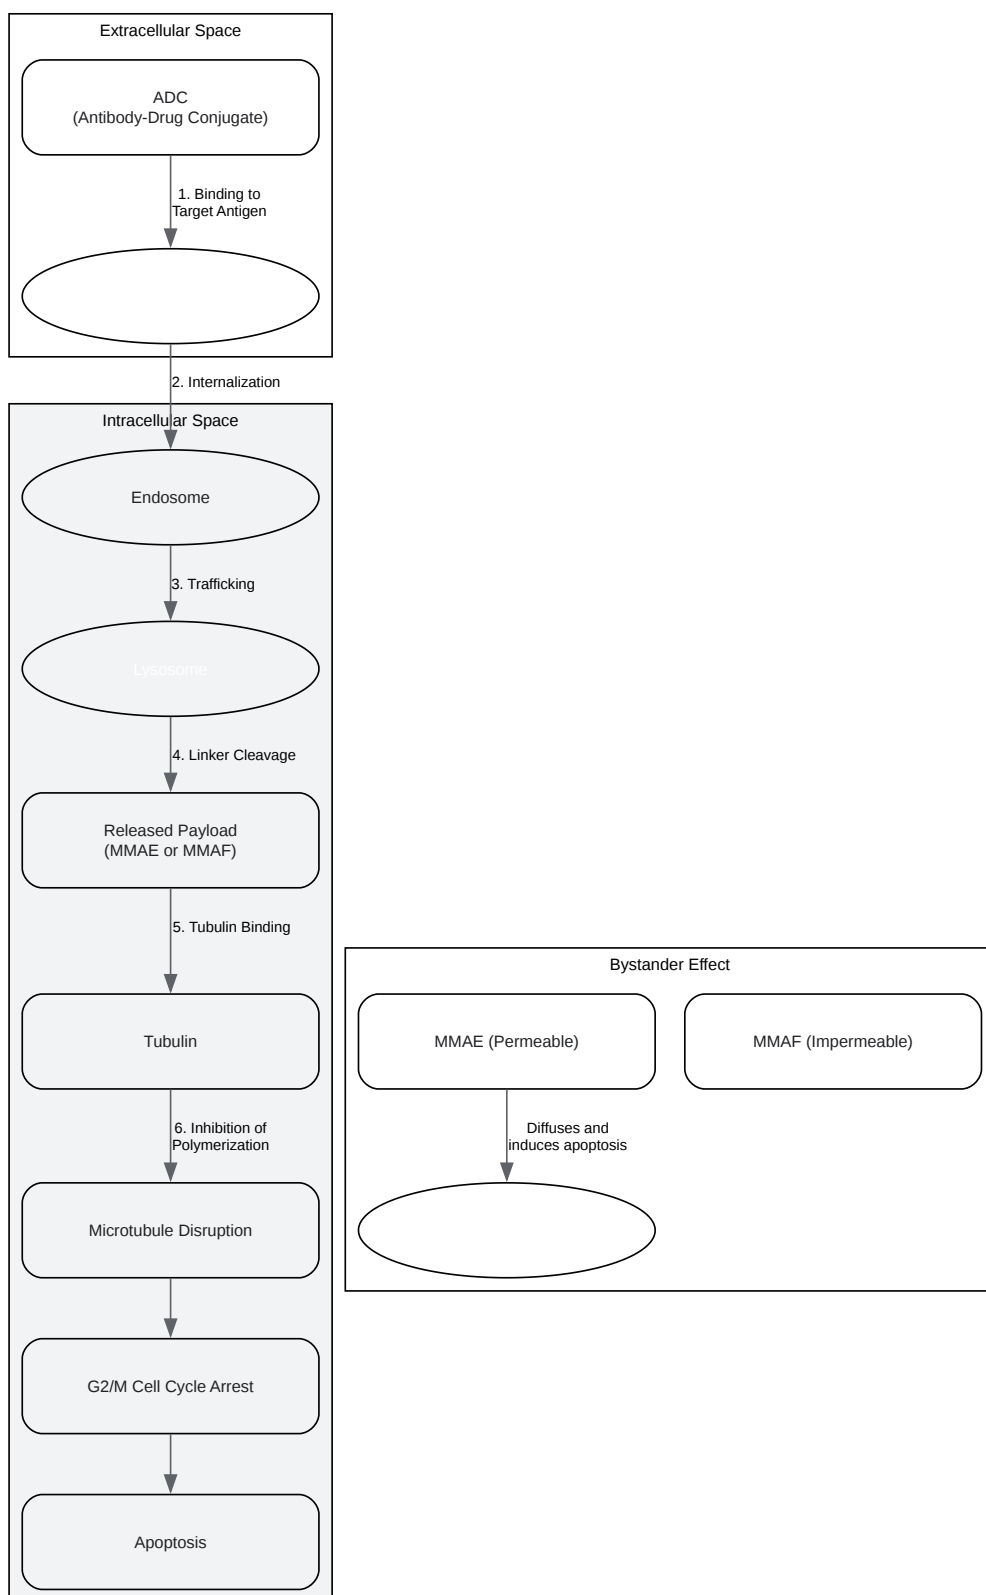 Extracellular Space
ADC
(Antibody-Drug Conjugate)
1. Binding to
Target Antigen
2. Internalization
Intracellular Space
Endosome
3. Trafficking
Lysosome
4. Linker Cleavage
Released Payload
(MMAE or MMAF)
5. Tubulin Binding
Tubulin
6. Inhibition of
Polymerization
Microtubule Disruption
G2/M Cell Cycle Arrest
Apoptosis
Bystander Effect
MMAE (Permeable)
MMAF (Impermeable)
Diffuses and
induces apoptosis